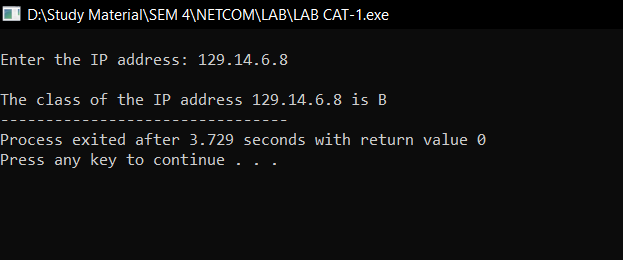 D:\Study Material\SEM 4\NETCOM\LAB\LAB CAT-1.exe
Enter the IP address: 129.14.6.8
The class of the IP address 129.14.6.8 is B
--------------------------------
Process exited after 3.729 seconds with return value 0
Press any key to continue . . .